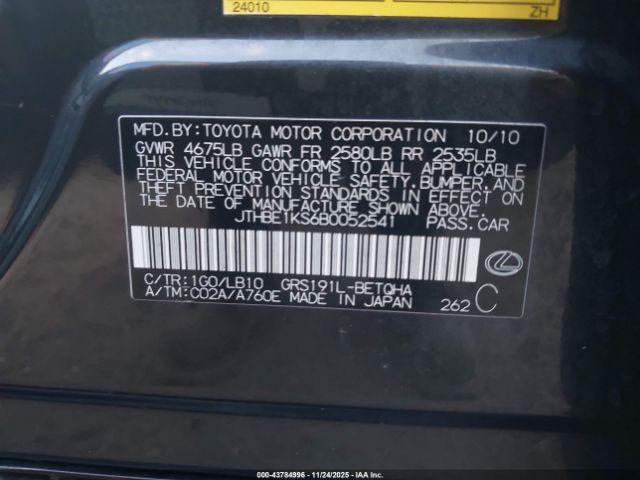 24010 ZH
MFD. BY: TOYOTA MOTOR CORPORATION 10/10
GVWR 4675LB GAWR FR 2580LB RR 2535LB
THIS VEHICLE CONFORMS TO ALL APPLICABLE
FEDERAL MOTOR VEHICLE SAFETY, BUMPER, AND
THEFT PREVENTION STANDARDS IN EFFECT ON
THE DATE OF MANUFACTURE SHOWN ABOVE.
JTHBE1KS6B0052541 PASS. CAR
C/TR: 1G0/LB10 GRS191L-BETQHA
A/TM: C02A/A760E MADE IN JAPAN 262 C
000-43784996 - 11/24/2025 - IAAI.CA